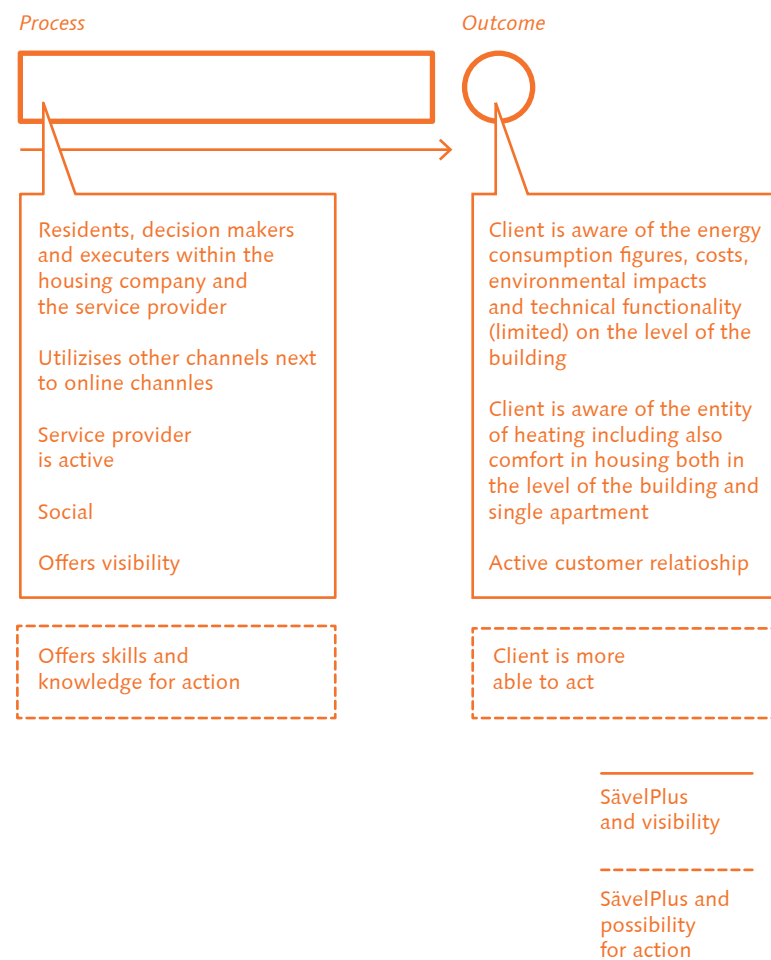 Process
Outcome
Residents, decision makers
and executers within the
housing company and
the service provider
Utilizises other channels next
to online channles
Service provider
is active
Social
Offers visibility
Client is aware of the energy
consumption figures, costs,
environmental impacts
and technical functionality
(limited) on the level of the
building
Client is aware of the entity
of heating including also
comfort in housing both in
the level of the building and
single apartment
Active customer relatioship
Offers skills and
knowledge for action
Client is more
able to act
SävelPlus
and visibility
SävelPlus and
possibility
for action